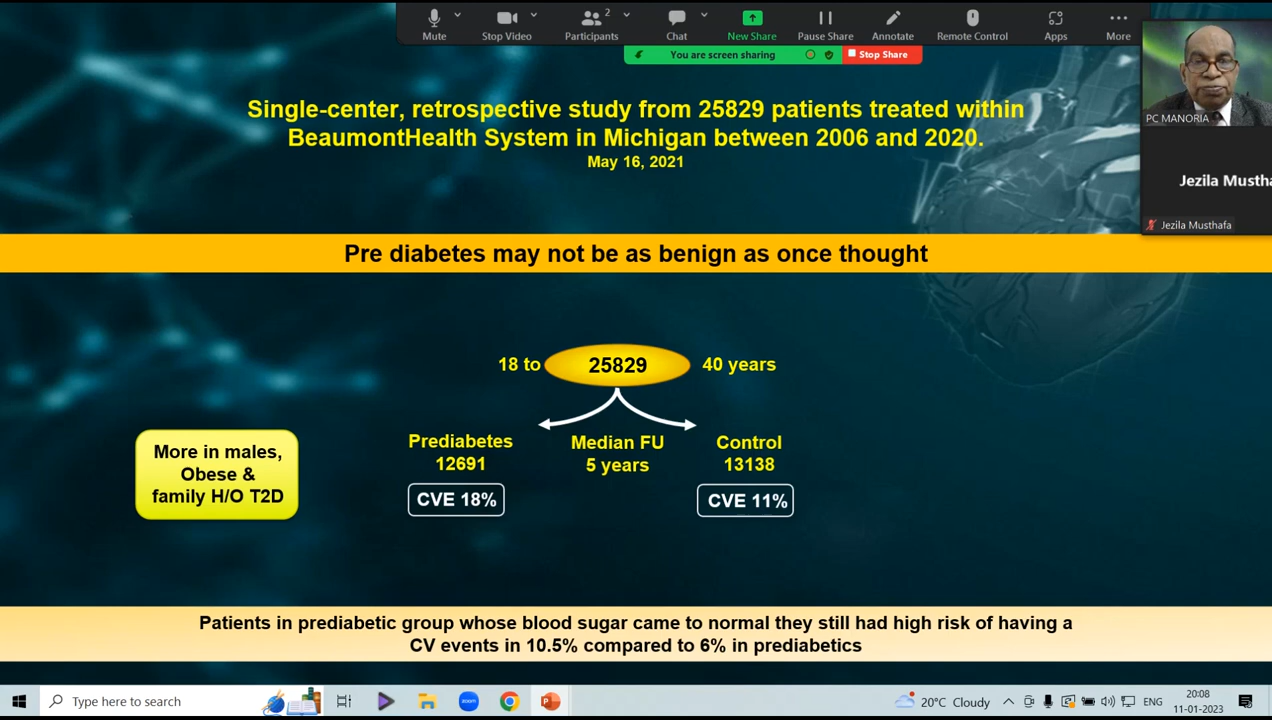 2
Mute
Stop Video
Participants
Chat
New Share
Pause Share
Annotate
Remote Control
Apps
More
You are screen sharing
Stop Share
PC MANORIA
Jezila Mustha
Jezila Musthafa
Single-center, retrospective study from 25829 patients treated within
BeaumontHealth System in Michigan between 2006 and 2020.
May 16, 2021
Pre diabetes may not be as benign as once thought
18 to 25829 40 years
Prediabetes
12691
CVE 18%
Median FU
5 years
Control
13138
CVE 11%
More in males,
Obese &
family H/O T2D
Patients in prediabetic group whose blood sugar came to normal they still had high risk of having a
CV events in 10.5% compared to 6% in prediabetics
Type here to search
zoom
20°C Cloudy
ENG
20:08
11-01-2023